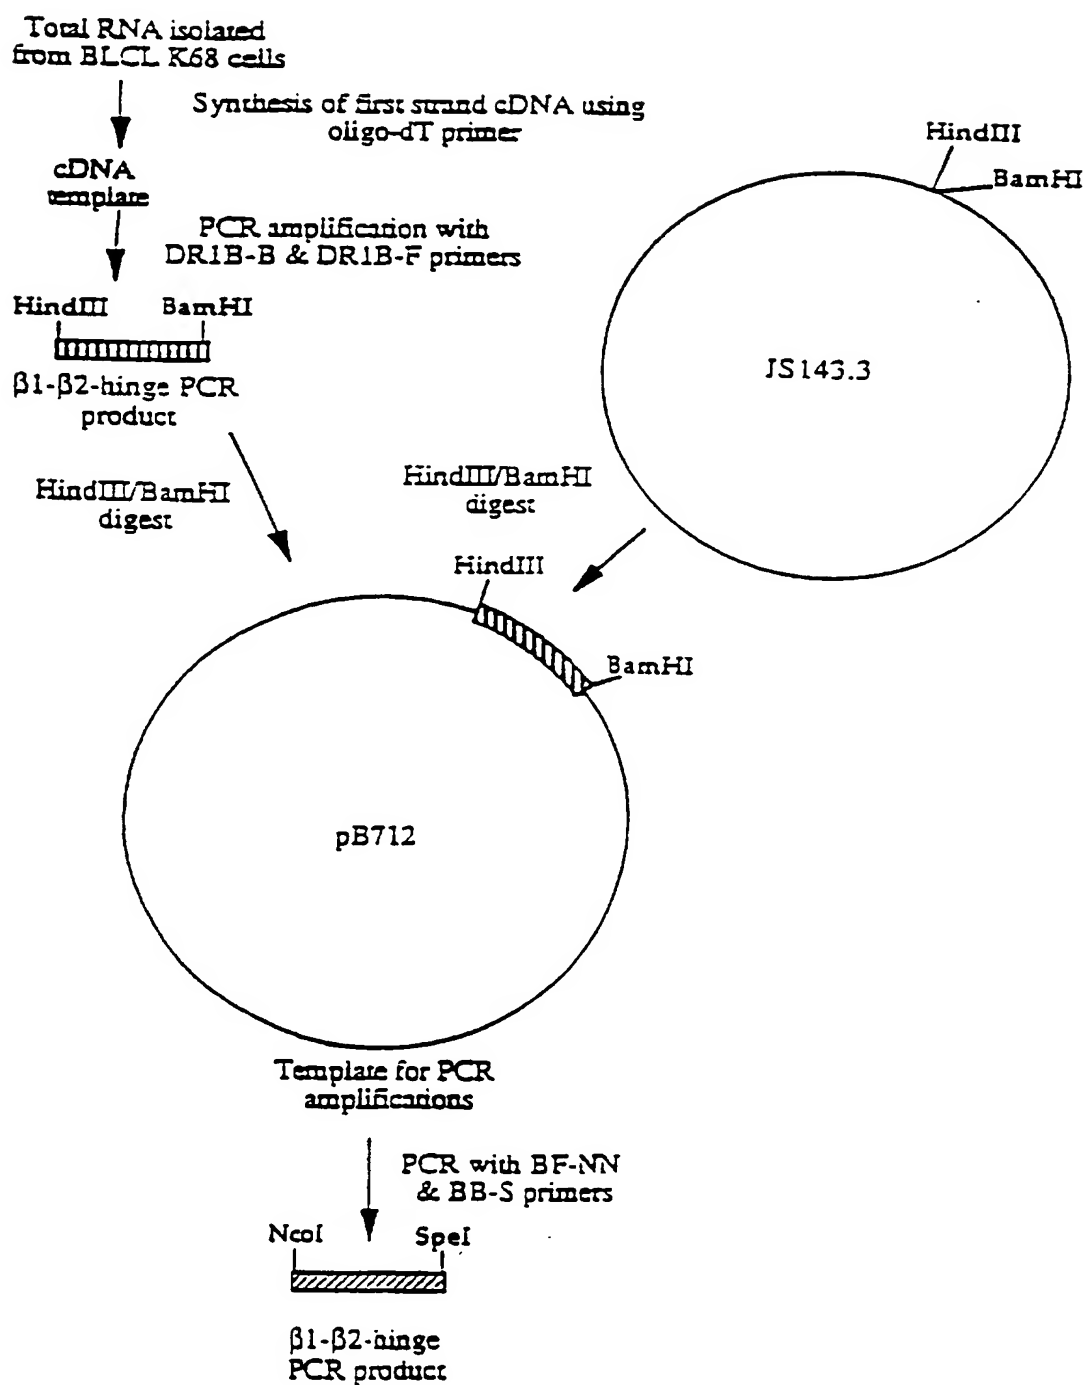 Total RNA isolated
from BLCL K68 cells
Synthesis of first strand cDNA using
oligo-dT primer
HindIII
BamHI
cDNA
template
PCR amplification with
DR1B-B & DR1B-F primers
HindIII BamHI
JS143.3
β1-β2-hinge PCR
product
HindIII/BamHI
digest
HindIII/BamHI
digest
HindIII
BamHI
pB712
Template for PCR
amplifications
PCR with BF-NN
& BB-S primers
NcoI SpeI
β1-β2-hinge
PCR product